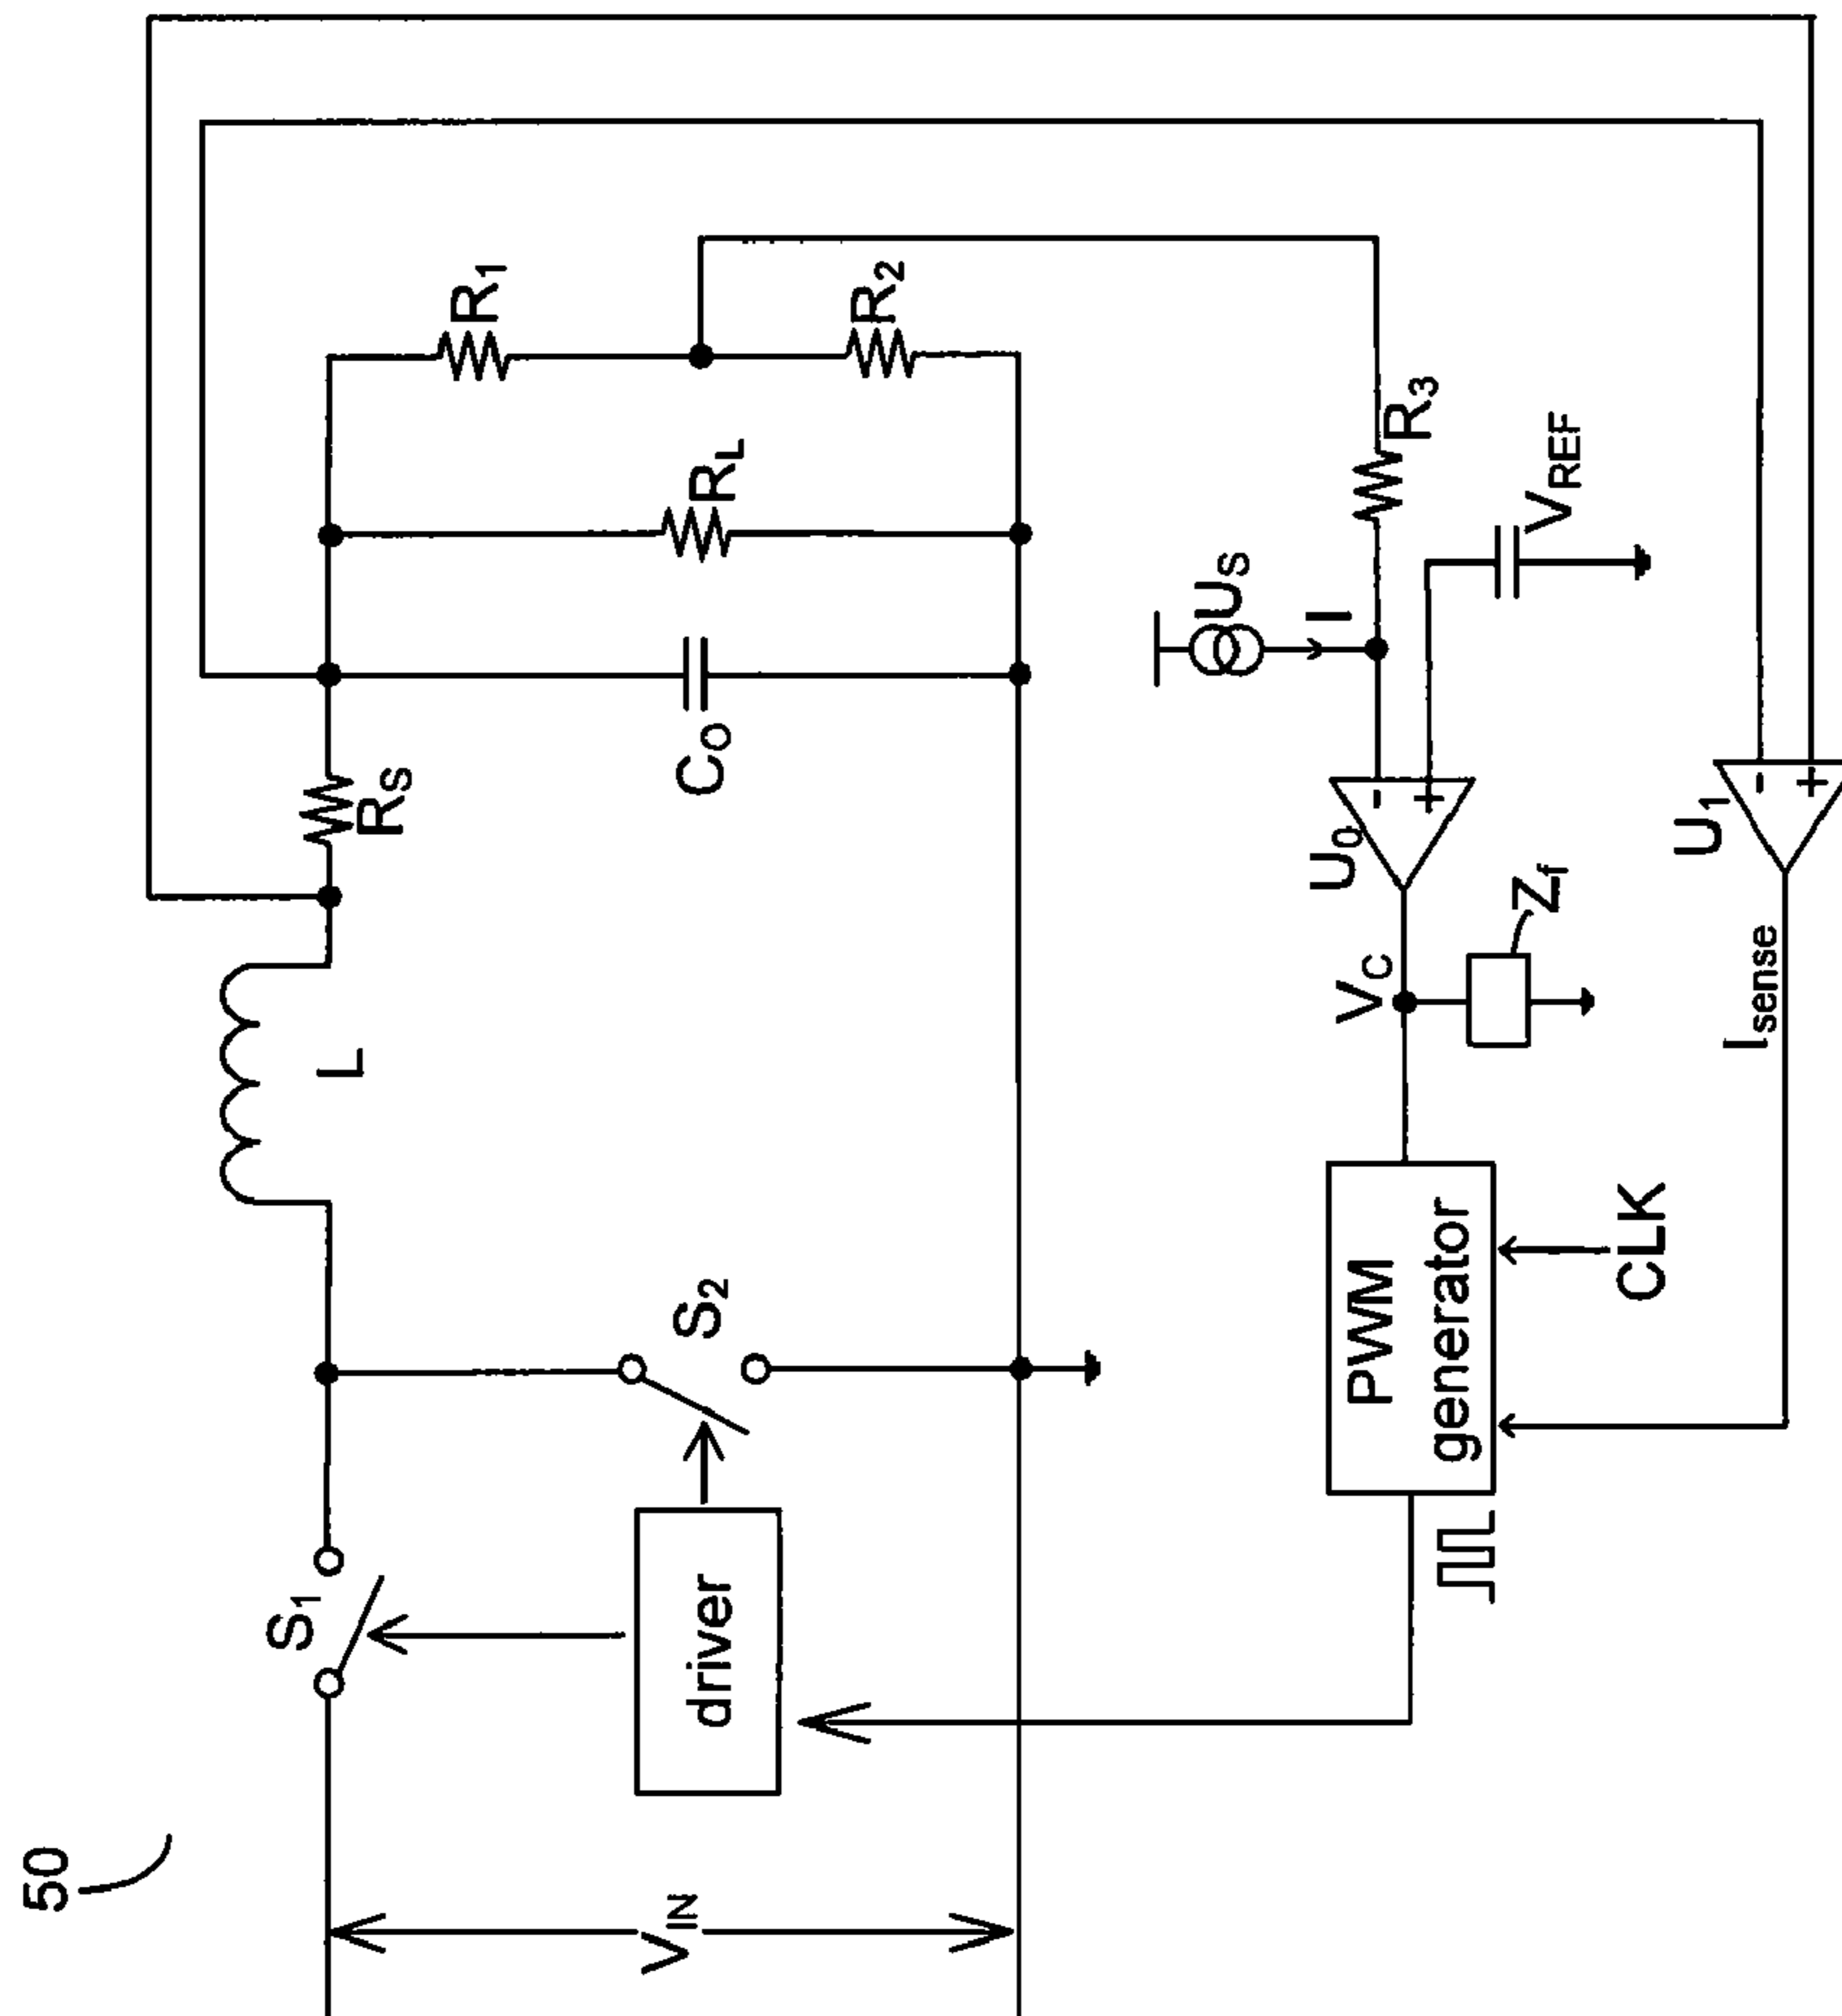 50
VIN
S1
driver
S2
L
RS
CO
RL
R1
R2
PWM
generator
CLK
VC
Zf
U0
US
I
R3
VREF
Isense
U1
-
+
-
+